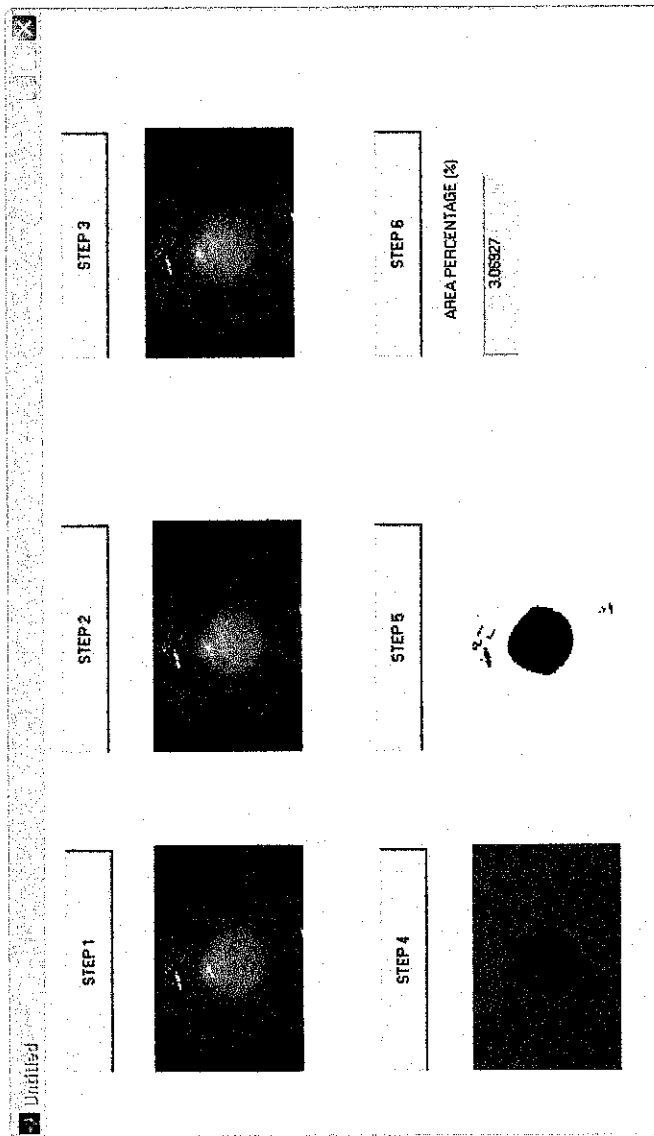 Untitled
STEP 1
STEP 2
STEP 3
STEP 4
STEP 5
STEP 6
AREA PERCENTAGE (%)
3.06927